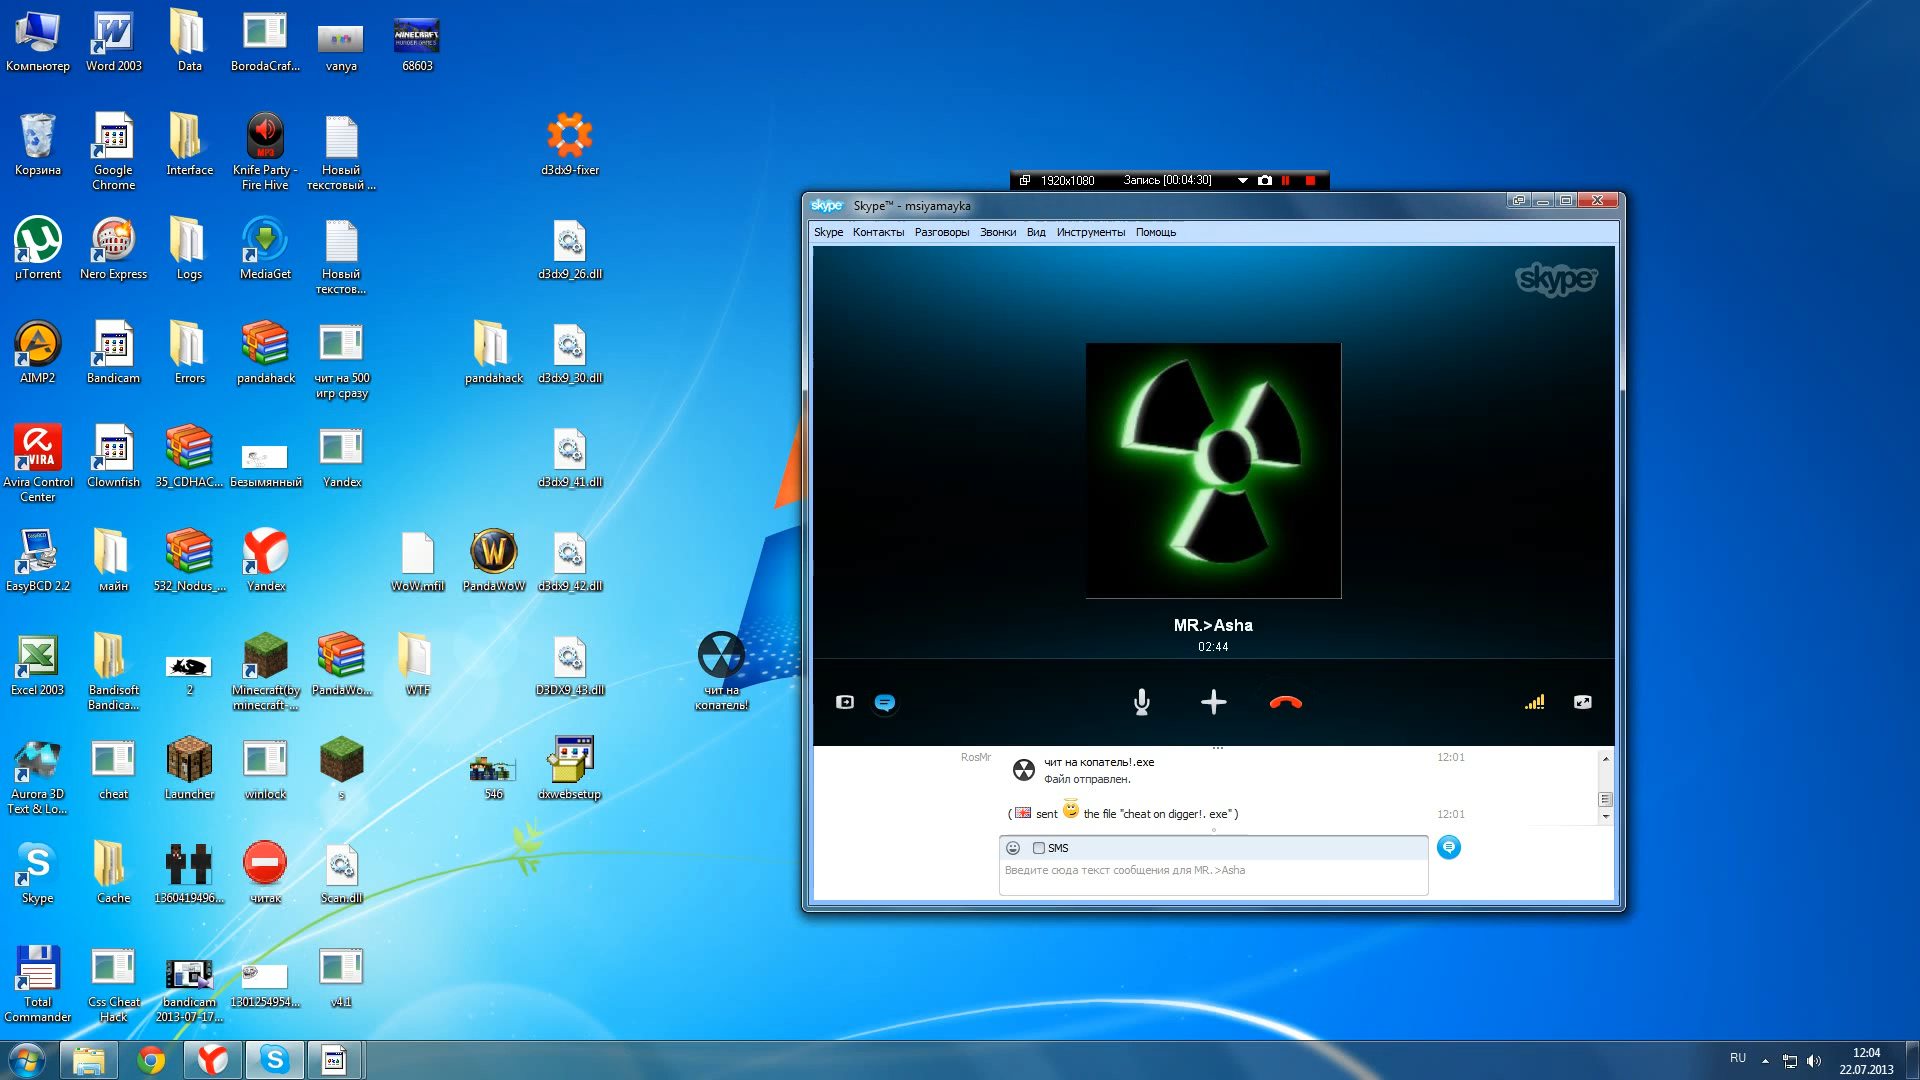 Компьютер
Word 2003
Data
BorodaCraf...
vanya
MINECRAFT
HUNGER GAMES
68603
Корзина
Google Chrome
Interface
MP3
Knife Party - Fire Hive
Новый текстовый ...
d3dx9-fixer
µTorrent
Nero Express
Logs
MediaGet
Новый текстов...
d3dx9_26.dll
AIMP2
Bandicam
Errors
pandahack
чит на 500 игр сразу
pandahack
d3dx9_30.dll
AVIRA
Avira Control Center
Clownfish
35_CDHAC...
Безымянный
Yandex
d3dx9_41.dll
EasyBCD 2.2
майн
532_Nodus_...
Yandex
WoW.mfil
PandaWoW
d3dx9_42.dll
Excel 2003
Bandisoft Bandica...
2
Minecraft(by minecraft-...
PandaWo...
WTF
D3DX9_43.dll
чит на копатель!
Aurora 3D Text & Lo...
cheat
Launcher
winlock
s
546
dxwebsetup
Skype
Cache
1360419496...
читак
Scan.dll
Total Commander
Css Cheat Hack
bandicam 2013-07-17...
1301254954...
v4.1
1920x1080
Запись [00:04:30]
skype
Skype™ - msiyamayka
Skype Контакты Разговоры Звонки Вид Инструменты Помощь
skype
MR.>Asha
02:44
RosMr
чит на копатель!.exe
12:01
Файл отправлен.
( sent the file "cheat on digger!. exe" )
12:01
SMS
Введите сюда текст сообщения для MR.>Asha
RU
12:04
22.07.2013